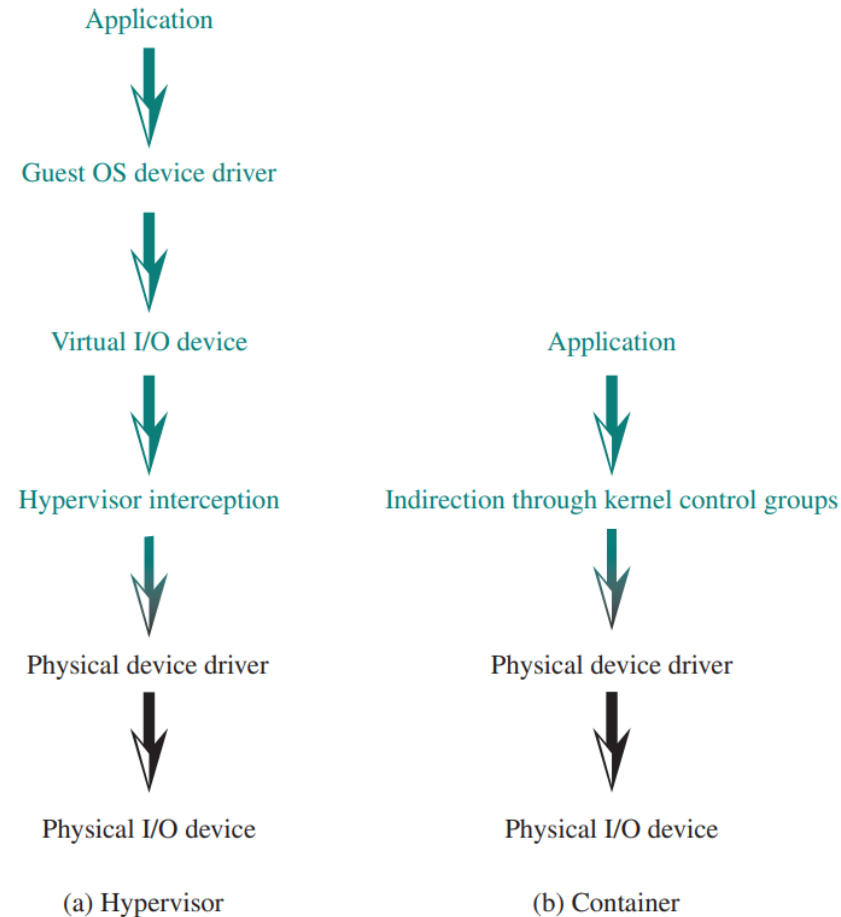 Application
Guest OS device driver
Virtual I/O device
Hypervisor interception
Physical device driver
Physical I/O device
(a) Hypervisor
Application
Indirection through kernel control groups
Physical device driver
Physical I/O device
(b) Container